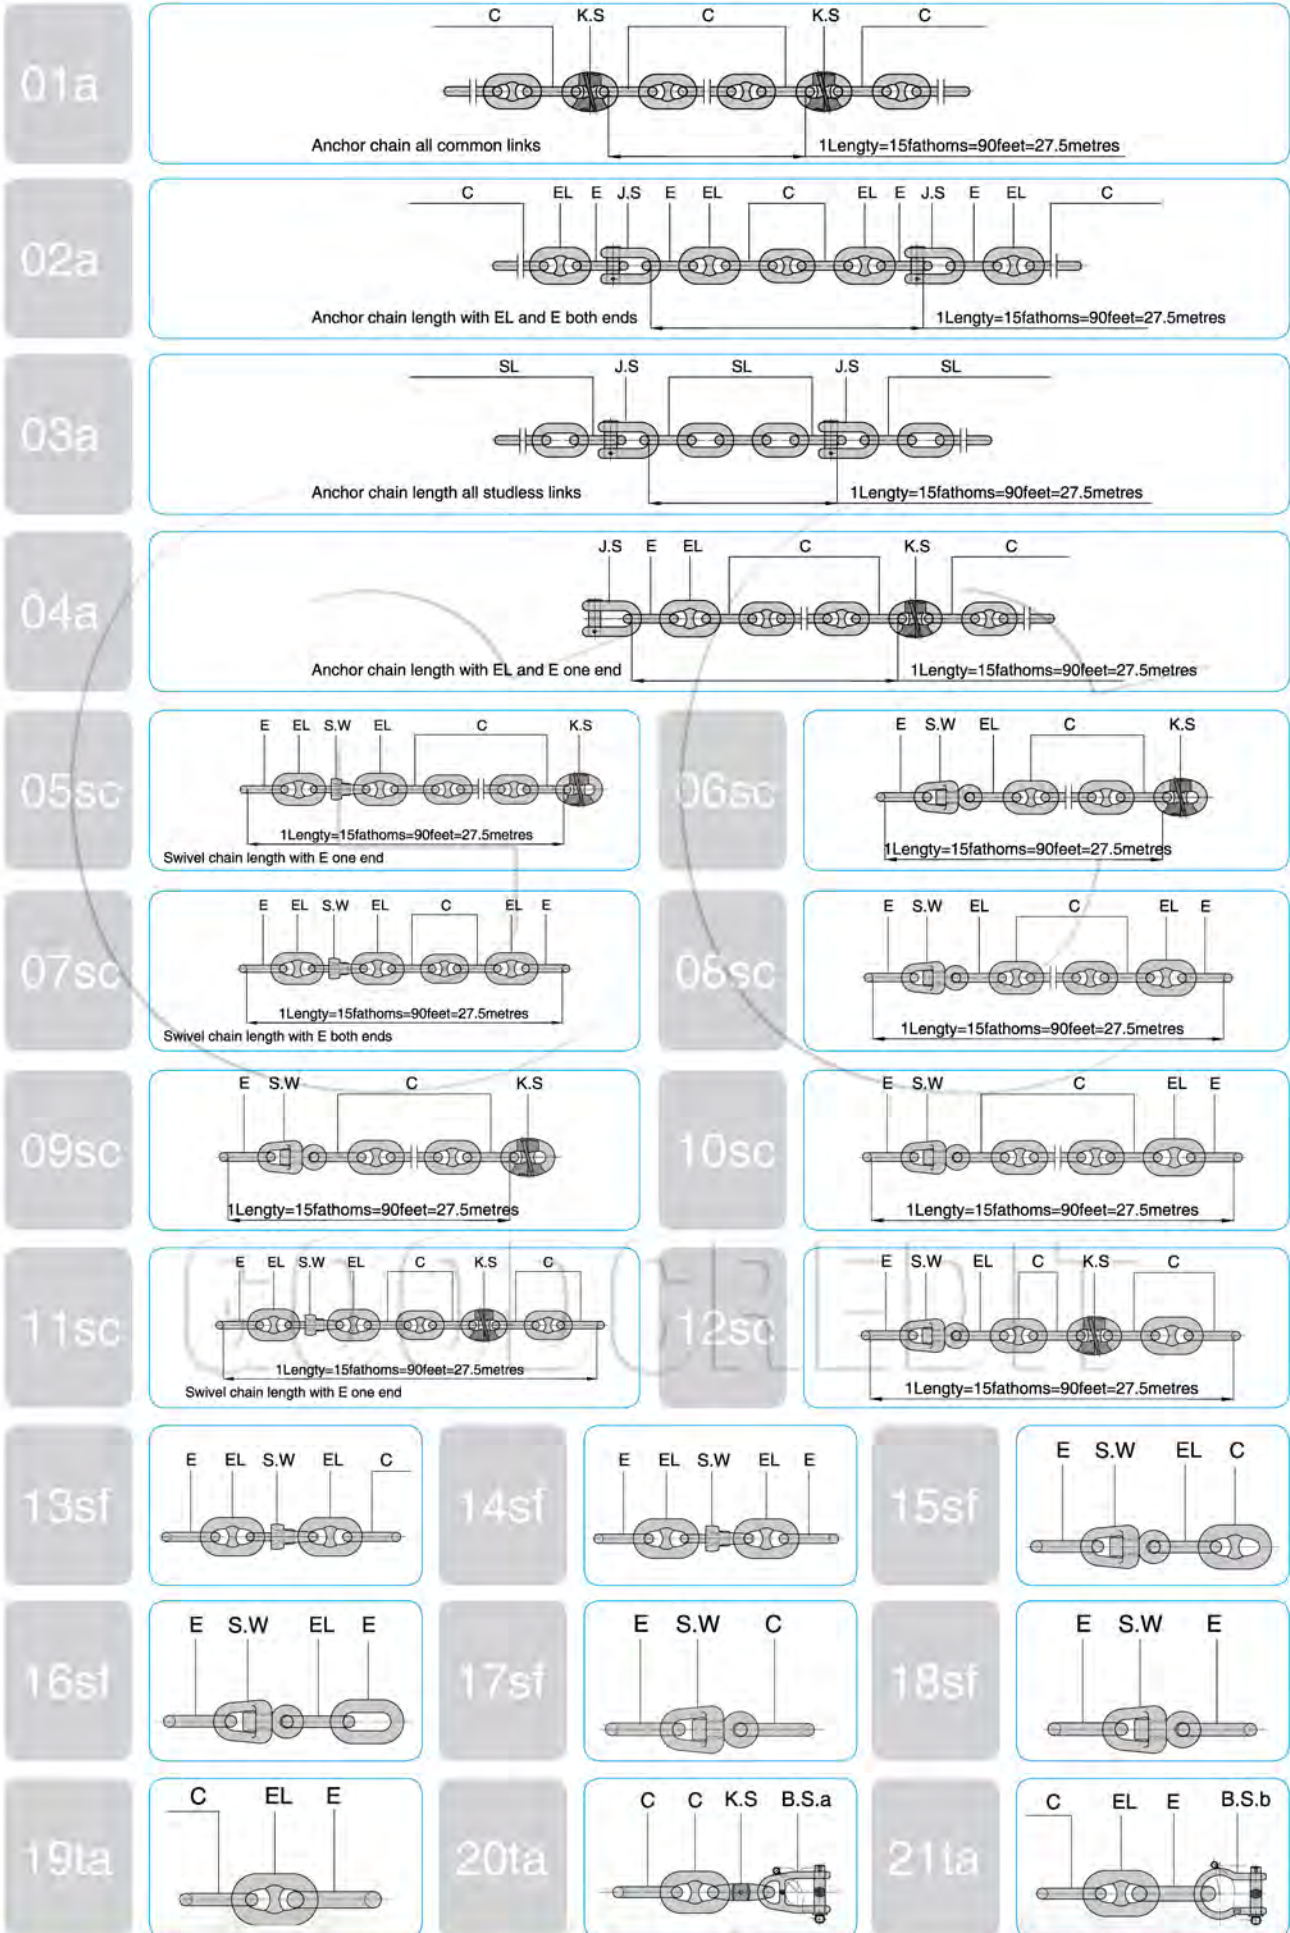 C K.S C K.S C
01a
Anchor chain all common links 1Lengty=15fathoms=90feet=27.5metres
C EL E J.S E EL C EL E J.S E EL C
02a
Anchor chain length with EL and E both ends 1Lengty=15fathoms=90feet=27.5metres
SL J.S SL J.S SL
03a
Anchor chain length all studless links 1Lengty=15fathoms=90feet=27.5metres
J.S E EL C K.S C
04a
Anchor chain length with EL and E one end 1Lengty=15fathoms=90feet=27.5metres
E EL S.W EL C K.S
05sc
1Lengty=15fathoms=90feet=27.5metres
Swivel chain length with E one end
E S.W EL C K.S
06sc
1Lengty=15fathoms=90feet=27.5metres
E EL S.W EL C EL E
07sc
1Lengty=15fathoms=90feet=27.5metres
Swivel chain length with E both ends
E S.W EL C EL E
08sc
1Lengty=15fathoms=90feet=27.5metres
E S.W C K.S
09sc
1Lengty=15fathoms=90feet=27.5metres
E S.W C EL E
10sc
1Lengty=15fathoms=90feet=27.5metres
E EL S.W EL C K.S C
11sc
1Lengty=15fathoms=90feet=27.5metres
Swivel chain length with E one end
E S.W EL C K.S C
12sc
1Lengty=15fathoms=90feet=27.5metres
E EL S.W EL C
13sf
E EL S.W EL E
14sf
E S.W EL C
15sf
E S.W EL E
16sf
E S.W C
17sf
E S.W E
18sf
C EL E
19ta
C C K.S B.S.a
20ta
C EL E B.S.b
21ta